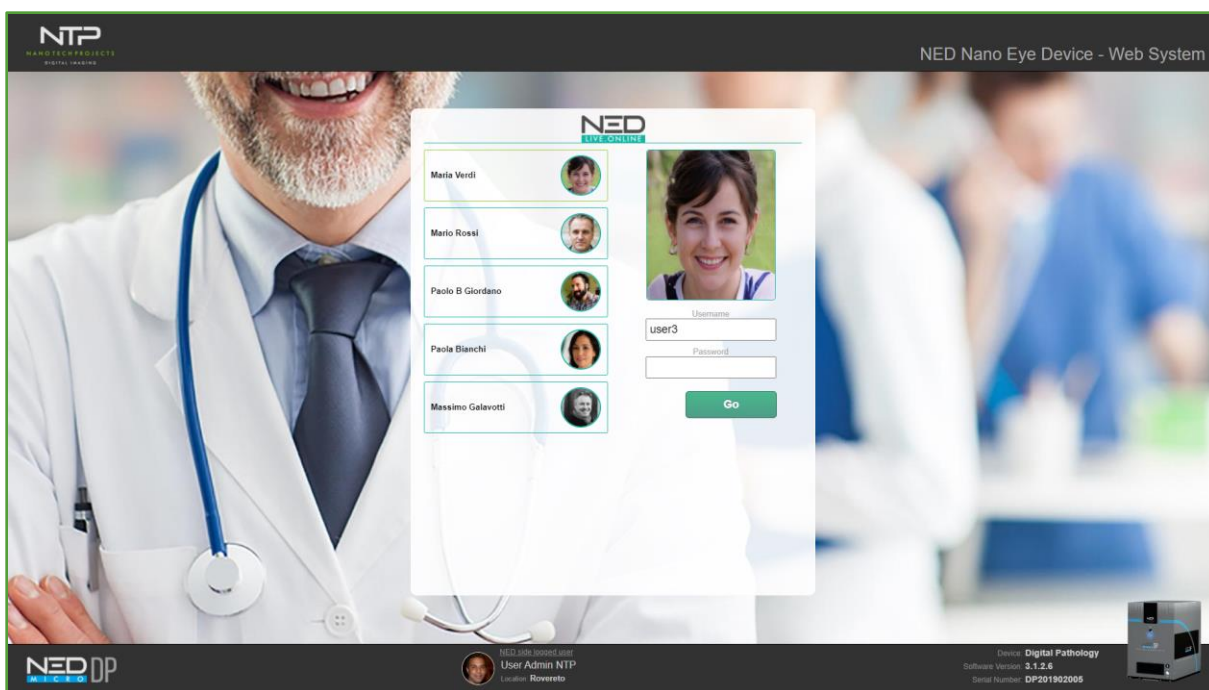 NTP
NANOTECHPROJECTS
DIGITAL IMAGING
NED Nano Eye Device - Web System
NED
LIVE ONLINE
Maria Verdi
Mario Rossi
Paolo B Giordano
Paola Bianchi
Massimo Galavotti
Username
user3
Password
Go
NED DP
MICRO
NED side logged user
User Admin NTP
Location: Rovereto
Device: Digital Pathology
Software Version: 3.1.2.6
Serial Number: DP201902005